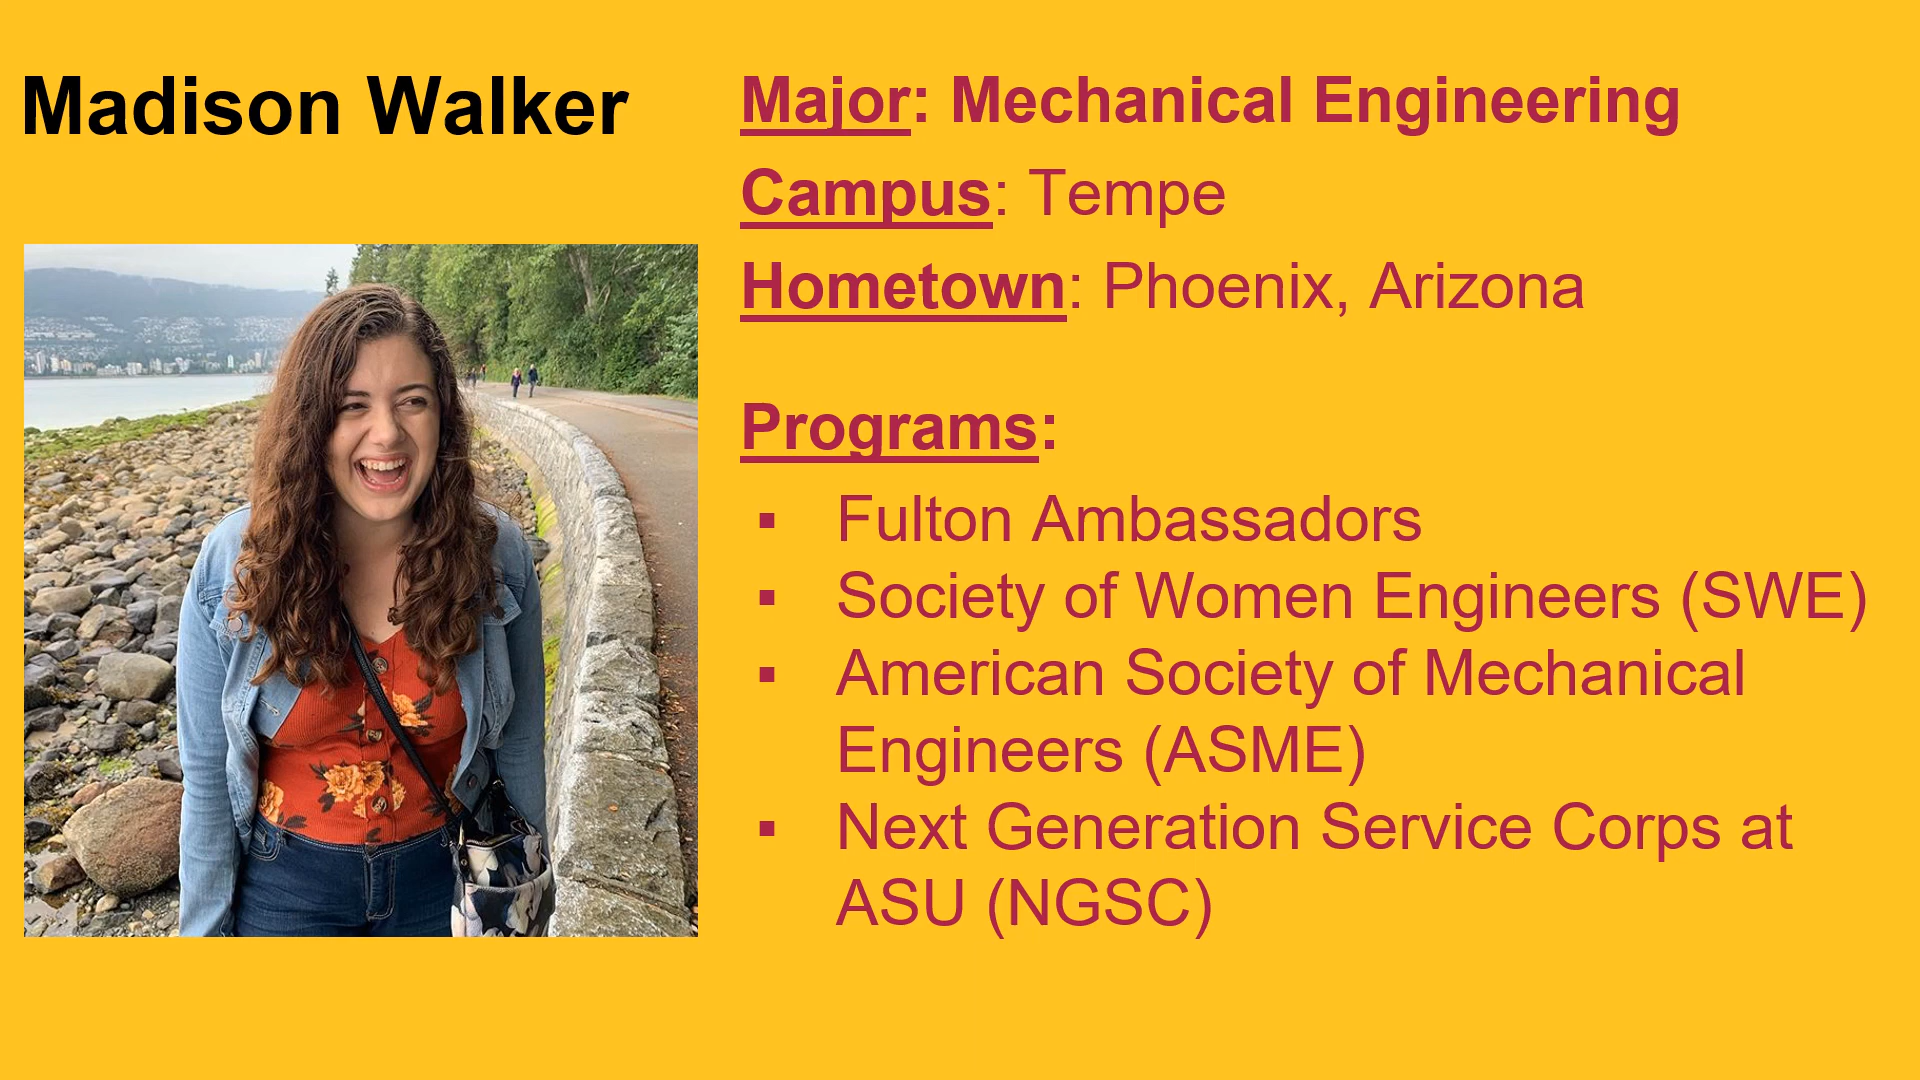 Madison Walker
Major: Mechanical Engineering
Campus: Tempe
Hometown: Phoenix, Arizona
Programs:
▪ Fulton Ambassadors
▪ Society of Women Engineers (SWE)
▪ American Society of Mechanical
Engineers (ASME)
▪ Next Generation Service Corps at
ASU (NGSC)